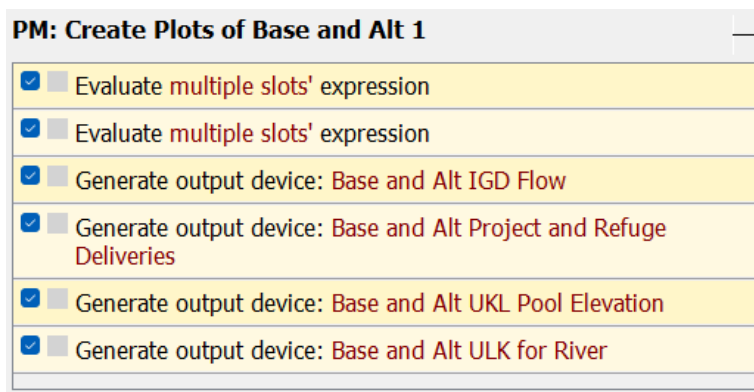 PM: Create Plots of Base and Alt 1
Evaluate multiple slots' expression
Evaluate multiple slots' expression
Generate output device: Base and Alt IGD Flow
Generate output device: Base and Alt Project and Refuge
Deliveries
Generate output device: Base and Alt UKL Pool Elevation
Generate output device: Base and Alt ULK for River